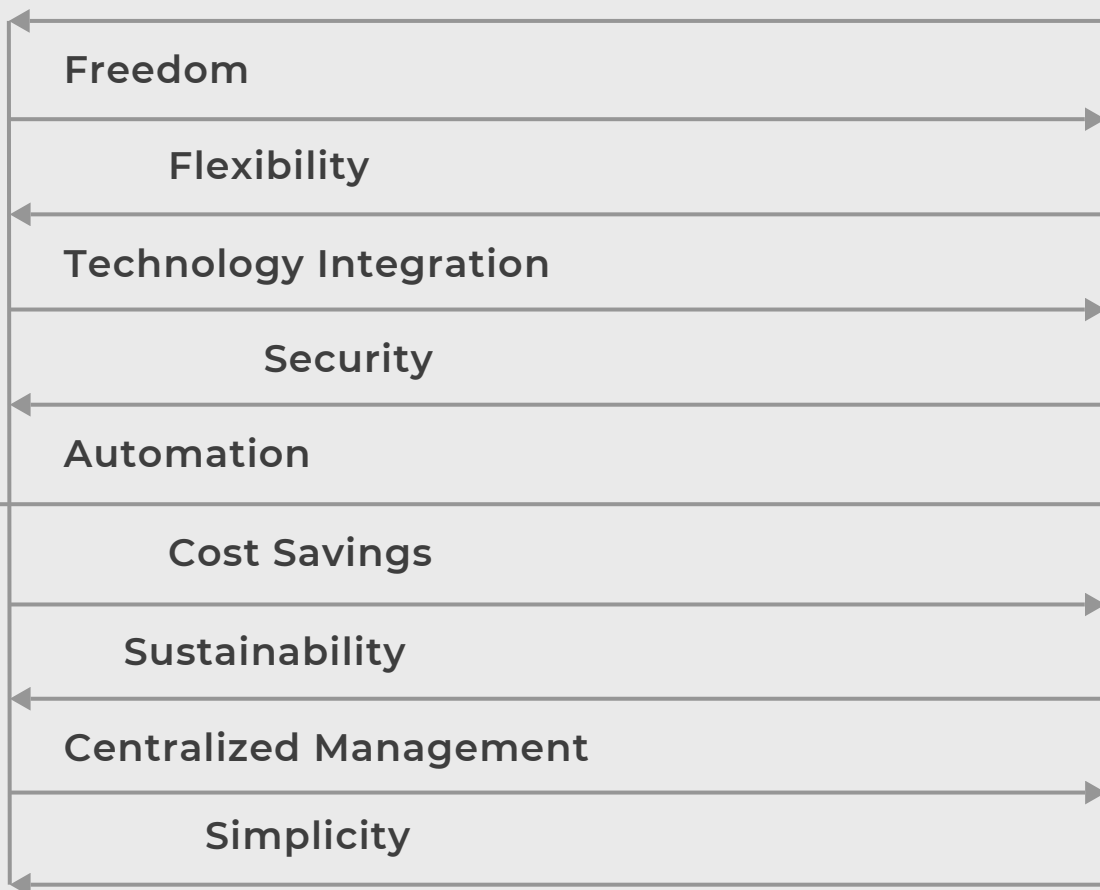 Freedom
Flexibility
Technology Integration
Security
Automation
Cost Savings
Sustainability
Centralized Management
Simplicity